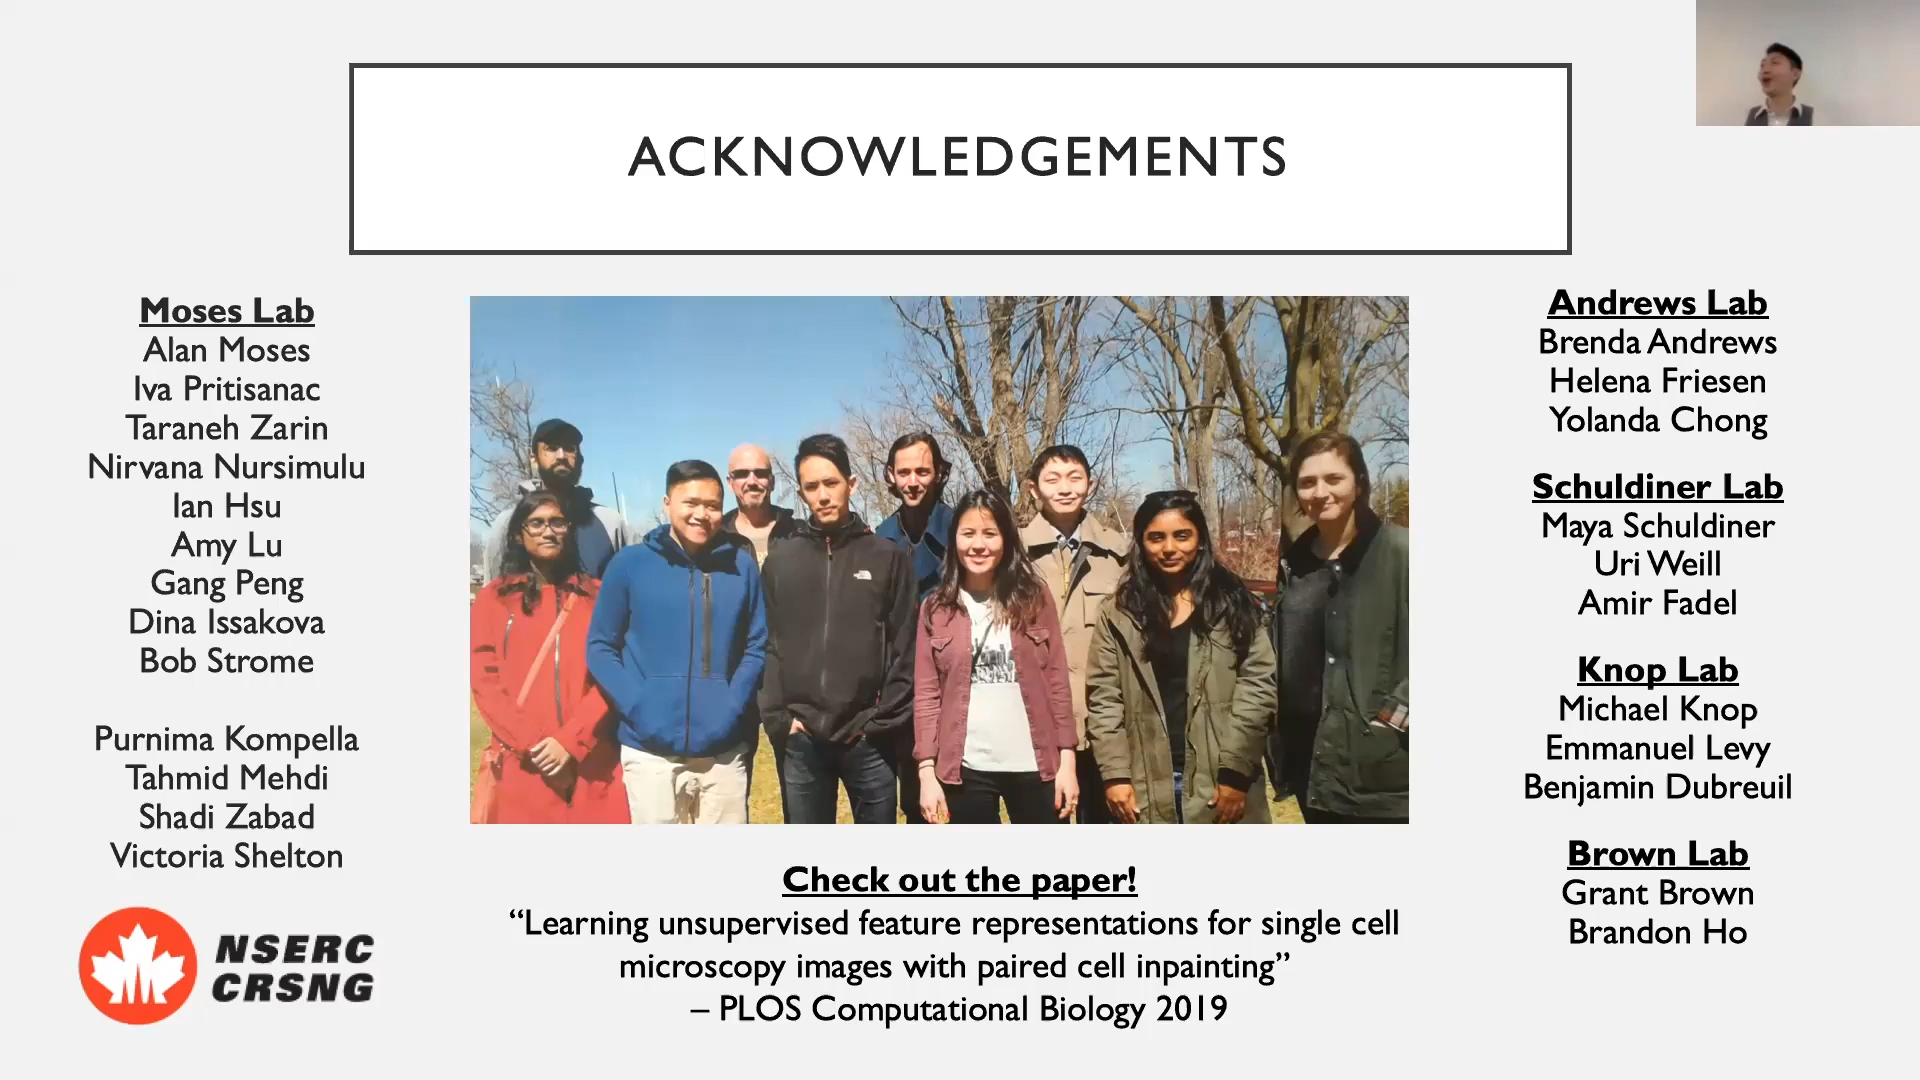 ACKNOWLEDGEMENTS
Moses Lab
Alan Moses
Iva Pritisanac
Taraneh Zarin
Nirvana Nursimulu
Ian Hsu
Amy Lu
Gang Peng
Dina Issakova
Bob Strome
Purnima Kompella
Tahmid Mehdi
Shadi Zabad
Victoria Shelton
NSERC
CRSNG
Check out the paper!
“Learning unsupervised feature representations for single cell
microscopy images with paired cell inpainting”
– PLOS Computational Biology 2019
Andrews Lab
Brenda Andrews
Helena Friesen
Yolanda Chong
Schuldiner Lab
Maya Schuldiner
Uri Weill
Amir Fadel
Knop Lab
Michael Knop
Emmanuel Levy
Benjamin Dubreuil
Brown Lab
Grant Brown
Brandon Ho